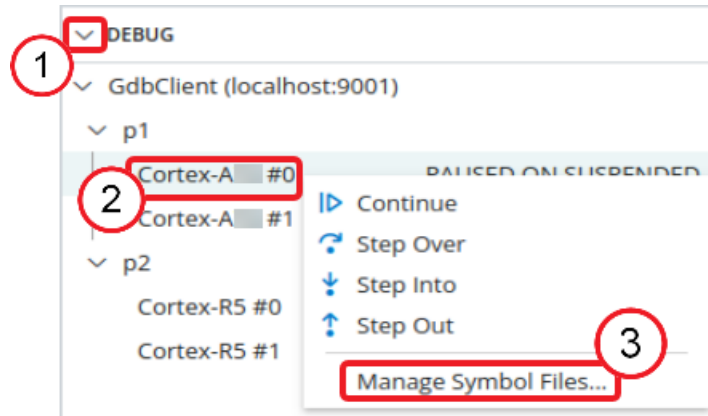 DEBUG
1
GdbClient (localhost:9001)
p1
Cortex-A #0 PAUSED ON SUSPENDED
2
Continue
Cortex-A #1
Step Over
p2
Step Into
Cortex-R5 #0
Step Out
3
Cortex-R5 #1
Manage Symbol Files...